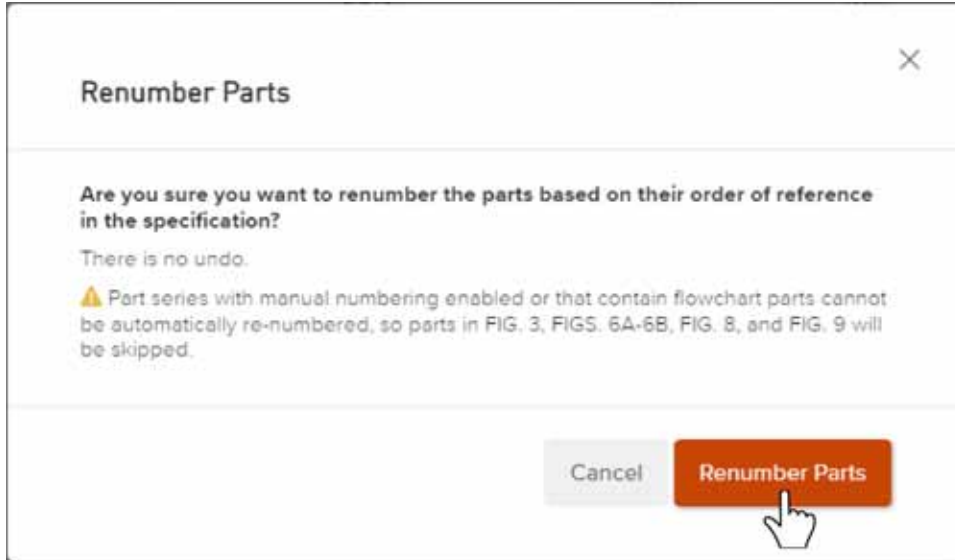 Renumber Parts
Are you sure you want to renumber the parts based on their order of reference
in the specification?
There is no undo.
Part series with manual numbering enabled or that contain flowchart parts cannot
be automatically re-numbered, so parts in FIG. 3, FIGS. 6A-6B, FIG. 8, and FIG. 9 will
be skipped.
Cancel
Renumber Parts